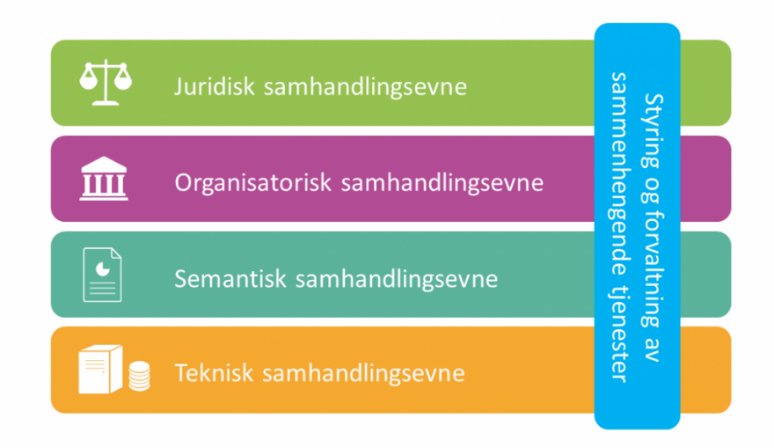 Juridisk samhandlingsevne
Organisatorisk samhandlingsevne
Semantisk samhandlingsevne
Teknisk samhandlingsevne
Styring og forvaltning av
sammenhengende tjenester